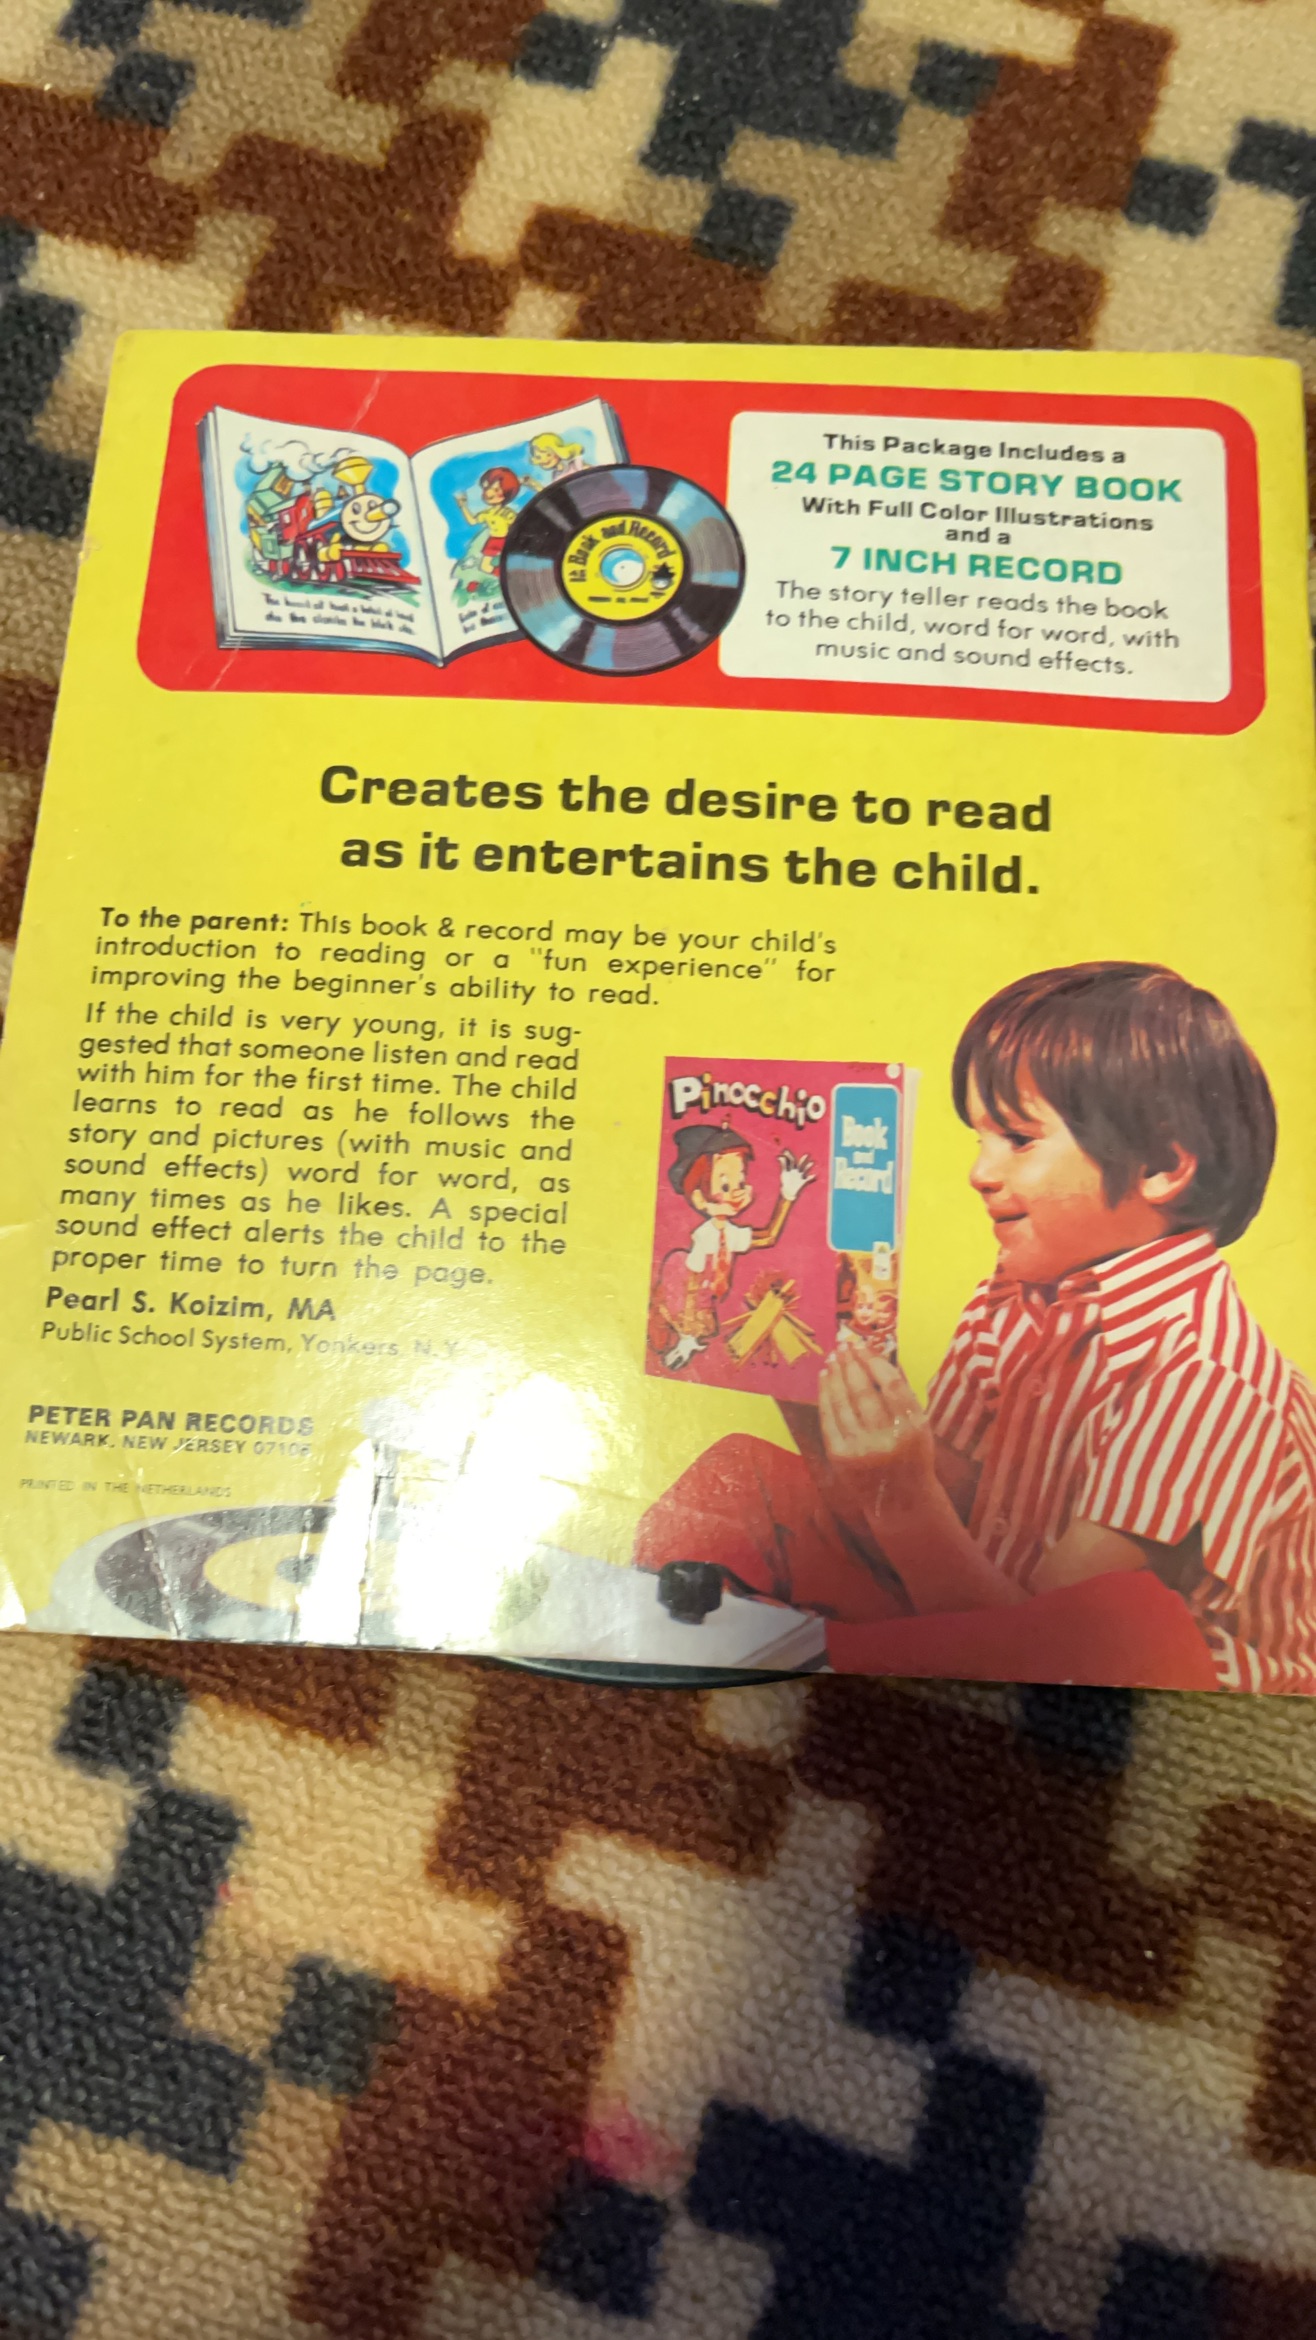 This Package Includes a
24 PAGE STORY BOOK
With Full Color Illustrations
and a
7 INCH RECORD
The story teller reads the book
to the child, word for word, with
music and sound effects.
Book and Record
Creates the desire to read
as it entertains the child.
To the parent: This book & record may be your child's
introduction to reading or a "fun experience" for
improving the beginner's ability to read.
If the child is very young, it is sug-
gested that someone listen and read
with him for the first time. The child
learns to read as he follows the
story and pictures (with music and
sound effects) word for word, as
many times as he likes. A special
sound effect alerts the child to the
proper time to turn the page.
Pearl S. Koizim, MA
Public School System, Yonkers, N.Y.
PETER PAN RECORDS
NEWARK, NEW JERSEY
PRINTED IN THE NETHERLANDS
Pinocchio
Book
and
Record